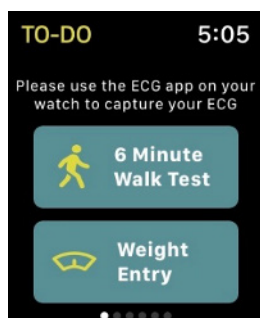 TO-DO 5:05
Please use the ECG app on your
watch to capture your ECG
6 Minute
Walk Test
Weight
Entry